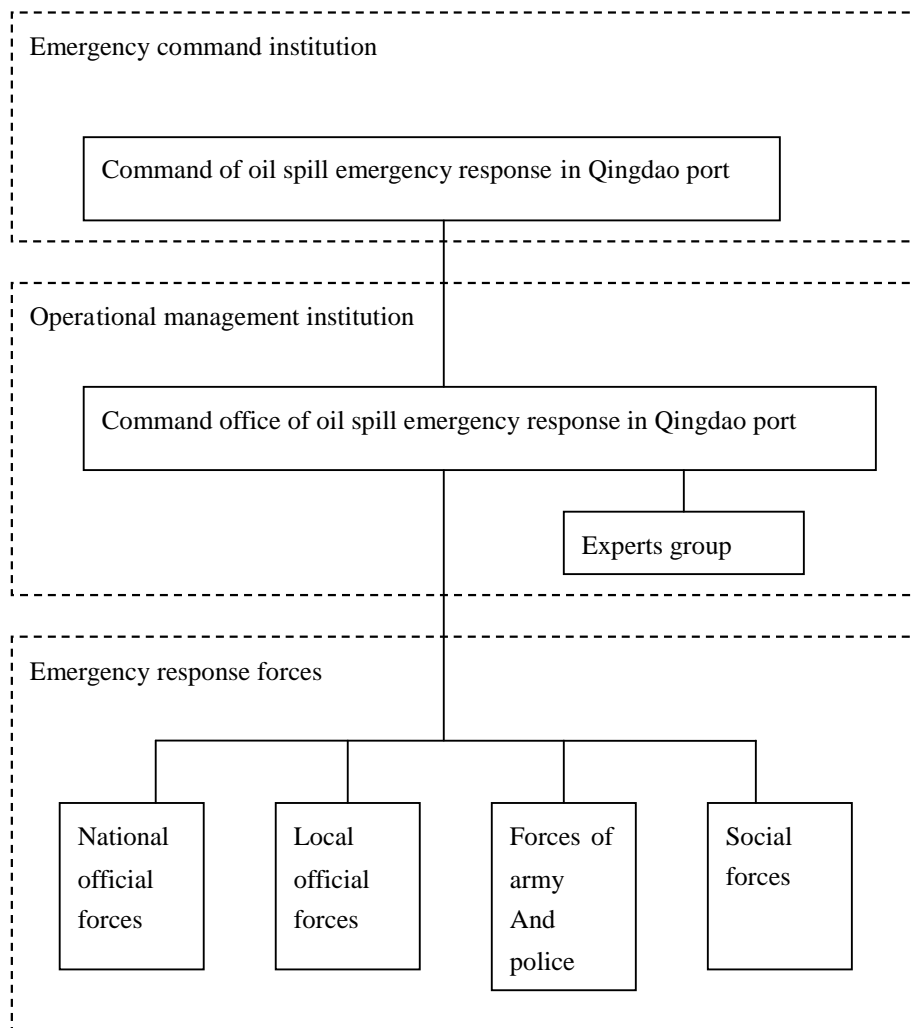 Emergency command institution
Command of oil spill emergency response in Qingdao port
Operational management institution
Command office of oil spill emergency response in Qingdao port
Experts group
Emergency response forces
National
official
forces
Local
official
forces
Forces of
army
And
police
Social
forces